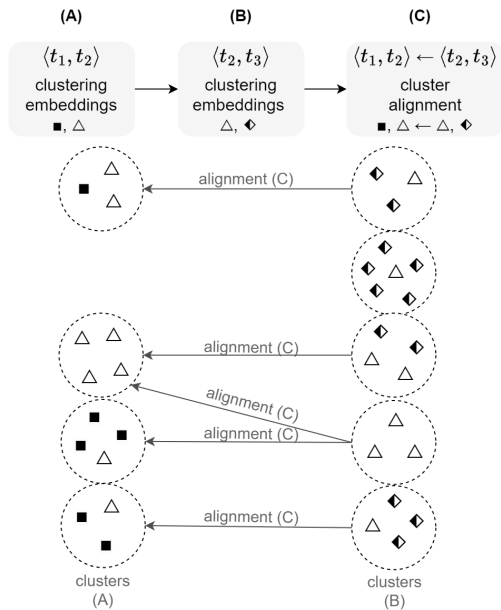 (A) (B) (C)
⟨t₁, t₂⟩ ⟨t₂, t₃⟩ ⟨t₁, t₂⟩ ← ⟨t₂, t₃⟩
clustering clustering cluster
embeddings embeddings alignment
■, △ △, ⬖ ■, △ ← △, ⬖
alignment (C)
alignment (C)
alignment (C)
alignment (C)
alignment (C)
clusters clusters
(A) (B)